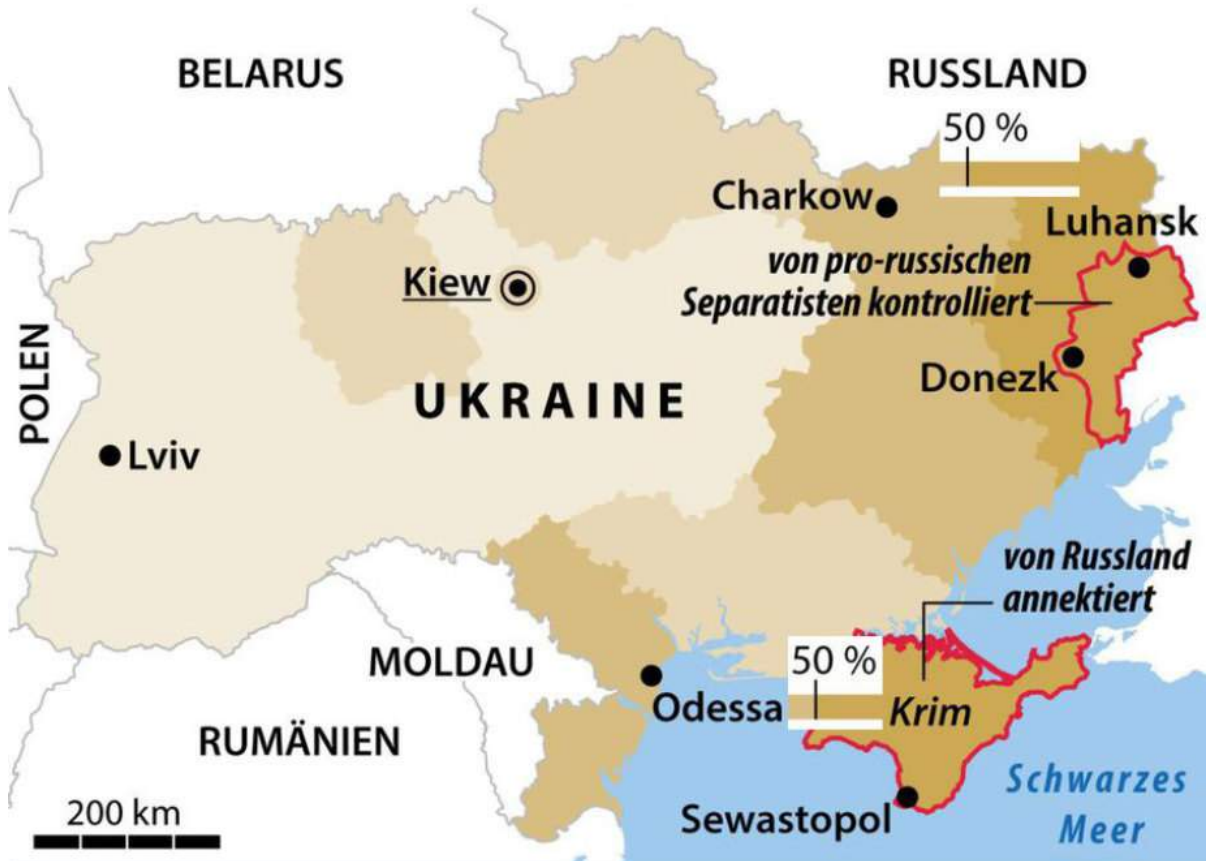 BELARUS
RUSSLAND
50 %
Charkow
Luhansk
von pro-russischen
Separatisten kontrolliert
Kiew
POLEN
UKRAINE
Donezk
Lviv
von Russland
annektiert
MOLDAU
50 %
Odessa
Krim
RUMÄNIEN
Schwarzes
Meer
200 km
Sewastopol